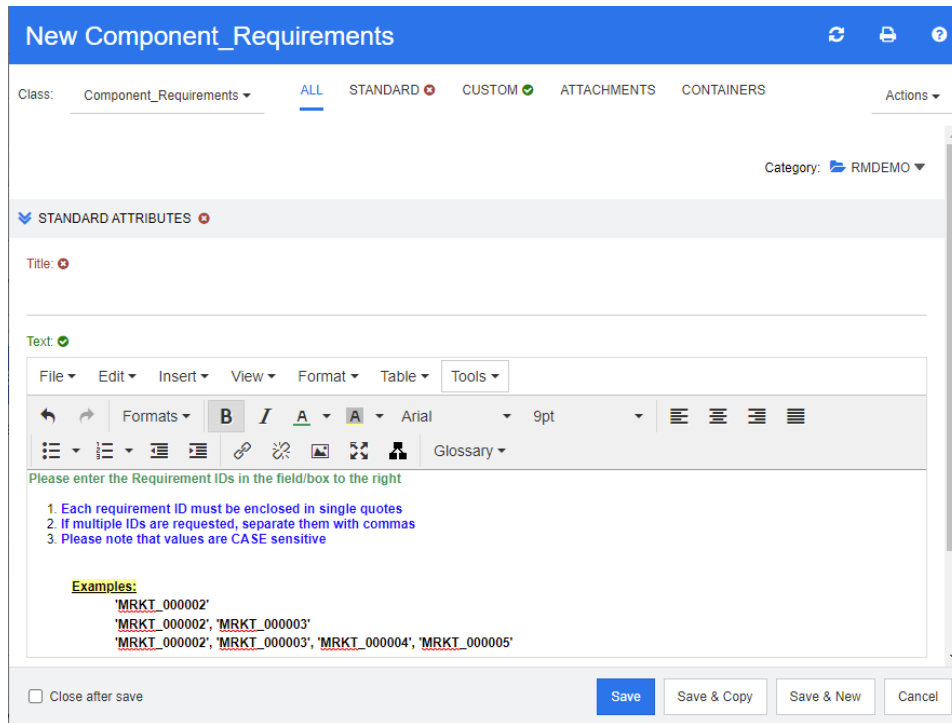 New Component_Requirements
Class: Component_Requirements ALL STANDARD CUSTOM ATTACHMENTS CONTAINERS Actions
Category: RMDEMO
STANDARD ATTRIBUTES
Title:
Text:
File Edit Insert View Format Table Tools
Formats B I A A Arial 9pt
Glossary
Please enter the Requirement IDs in the field/box to the right
1. Each requirement ID must be enclosed in single quotes
2. If multiple IDs are requested, separate them with commas
3. Please note that values are CASE sensitive
Examples:
'MRKT_000002'
'MRKT_000002', 'MRKT_000003'
'MRKT_000002', 'MRKT_000003', 'MRKT_000004', 'MRKT_000005'
Close after save Save Save & Copy Save & New Cancel